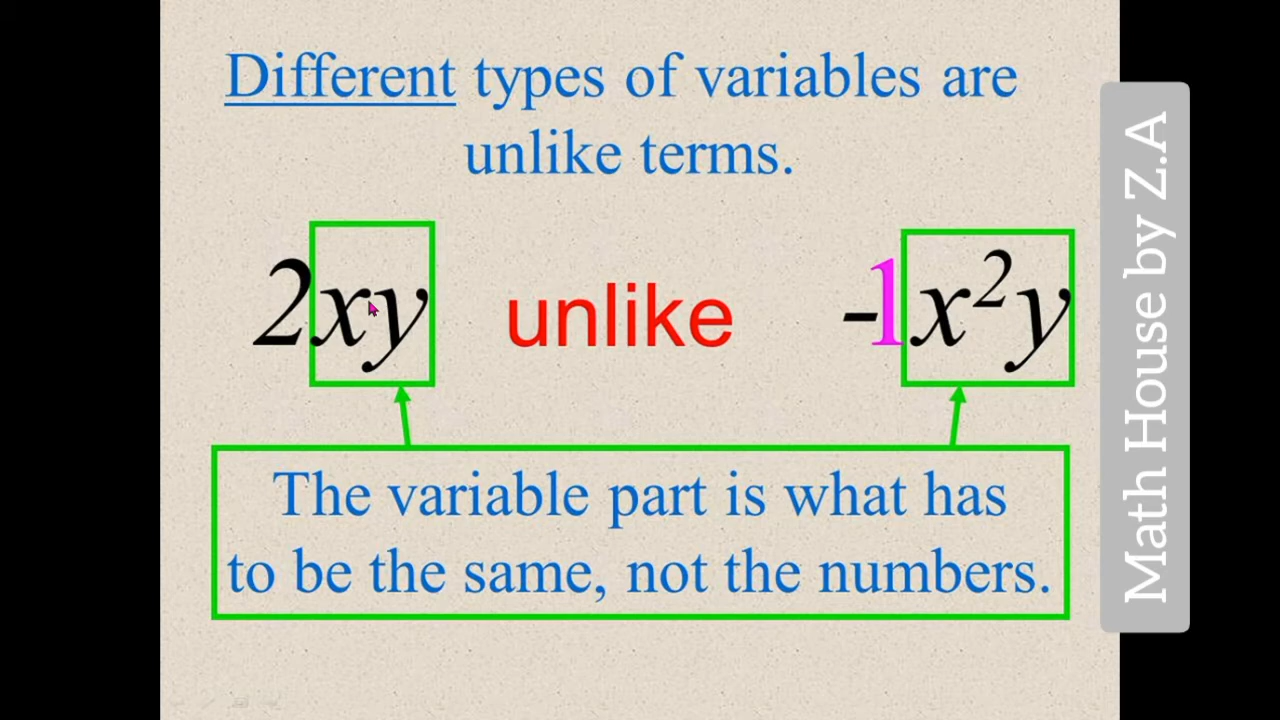 Different types of variables are
unlike terms.
2xy unlike -1x²y
The variable part is what has
to be the same, not the numbers.
Math House by Z.A